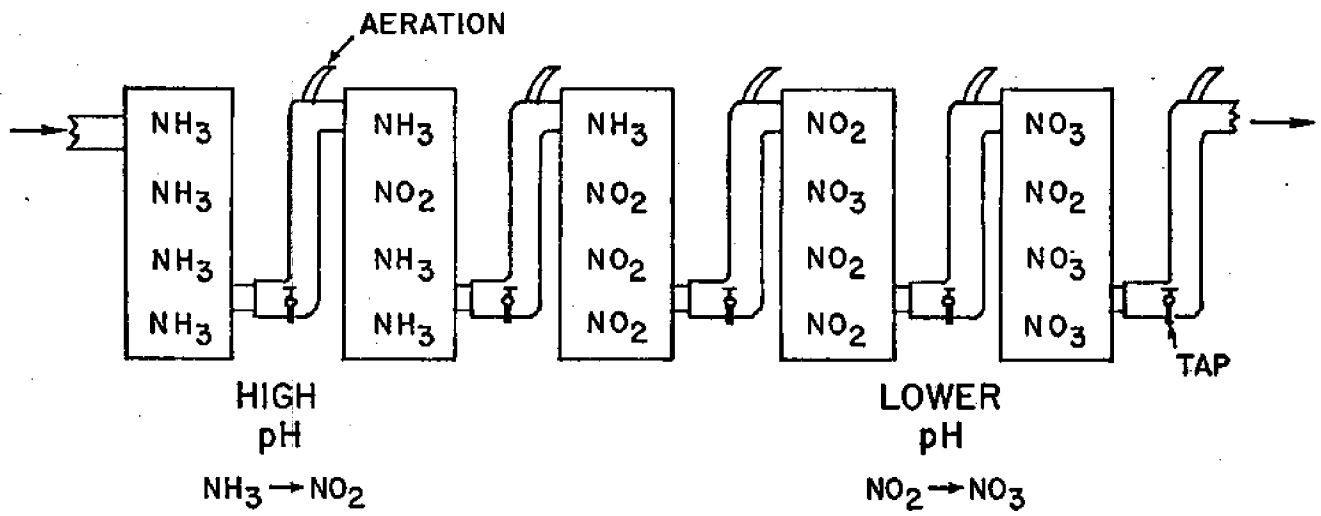 AERATION
NH3 NH3 NH3 NO2 NO3
NH3 NO2 NO2 NO3 NO2
NH3 NH3 NO2 NO2 NO3
NH3 NH3 NO2 NO2 NO3
TAP
HIGH LOWER
pH pH
NH3→NO2 NO2→NO3